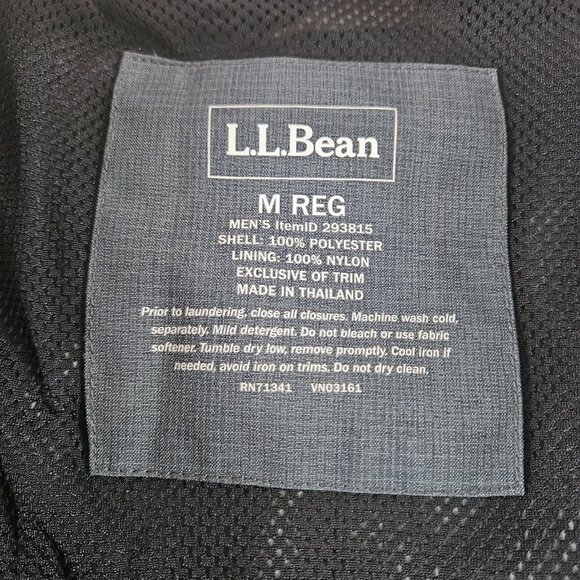 L.L.Bean
M REG
MEN'S ItemID 293815
SHELL: 100% POLYESTER
LINING: 100% NYLON
EXCLUSIVE OF TRIM
MADE IN THAILAND
Prior to laundering, close all closures. Machine wash cold,
separately. Mild detergent. Do not bleach or use fabric
softener. Tumble dry low, remove promptly. Cool iron if
needed, avoid iron on trims. Do not dry clean.
RN71341 VN03161